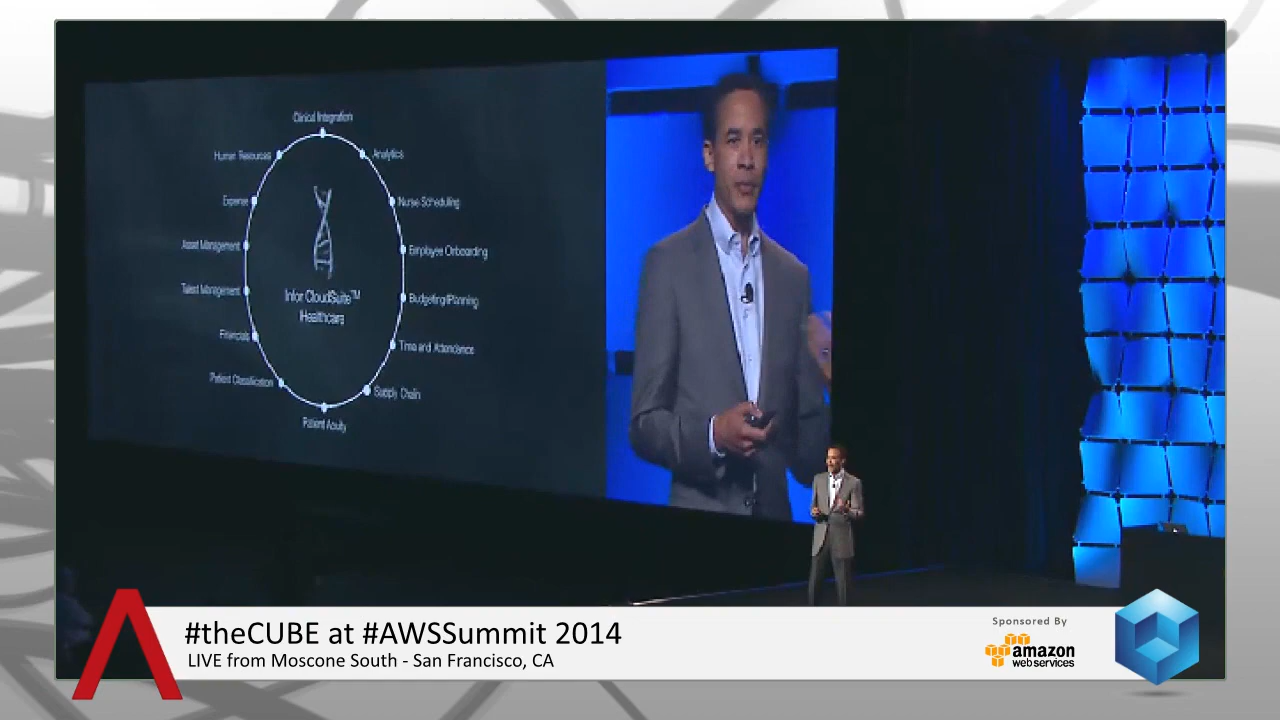 Clinical Integration
Human Resources
Analytics
Expense
Nurse Scheduling
Asset Management
Employee Onboarding
Talent Management
Infor CloudSuite™
Healthcare
Budgeting/Planning
Financials
Time and Attendance
Patient Classification
Supply Chain
Patient Acuity
#theCUBE at #AWSSummit 2014
LIVE from Moscone South - San Francisco, CA
Sponsored By
amazon
web services